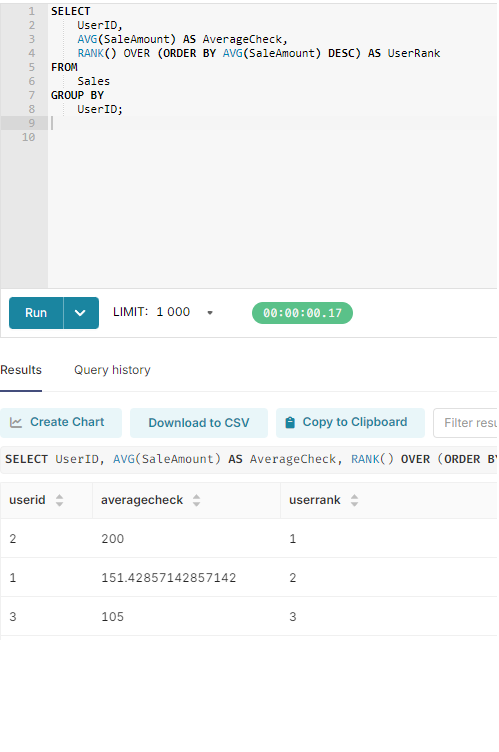 1 SELECT
2 UserID,
3 AVG(SaleAmount) AS AverageCheck,
4 RANK() OVER (ORDER BY AVG(SaleAmount) DESC) AS UserRank
5 FROM
6 Sales
7 GROUP BY
8 UserID;
9
10
Run LIMIT: 1 000 00:00:00.17
Results Query history
Create Chart Download to CSV Copy to Clipboard Filter resu
SELECT UserID, AVG(SaleAmount) AS AverageCheck, RANK() OVER (ORDER BY
userid averagecheck userrank
2 200 1
1 151.42857142857142 2
3 105 3